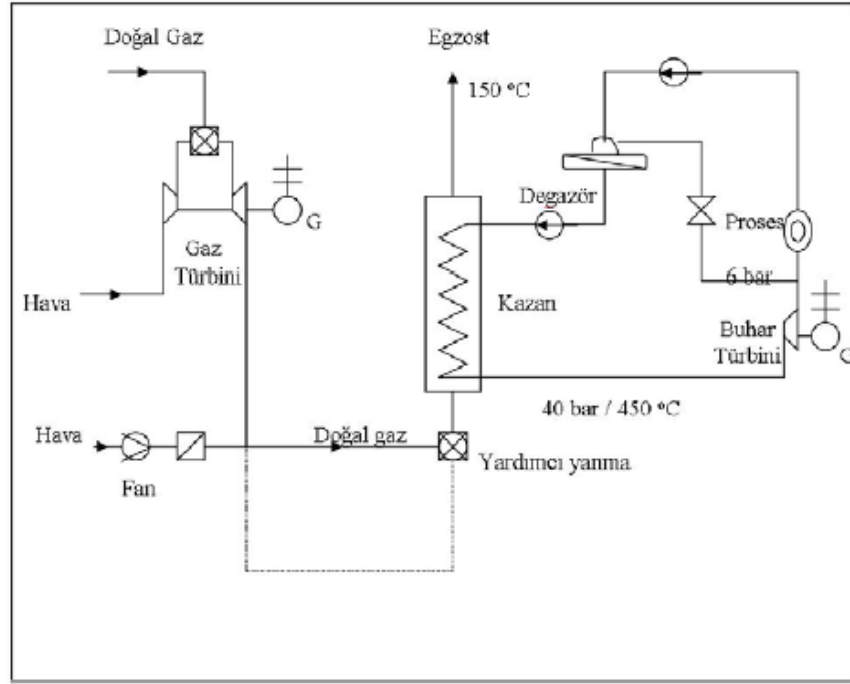 Doğal Gaz
Egzost
150 °C
G
Degazör
Proses
Gaz
Türbini
6 bar
Hava
Kazan
Buhar
Türbini
G
40 bar / 450 °C
Hava
Doğal gaz
Yardımcı yanma
Fan